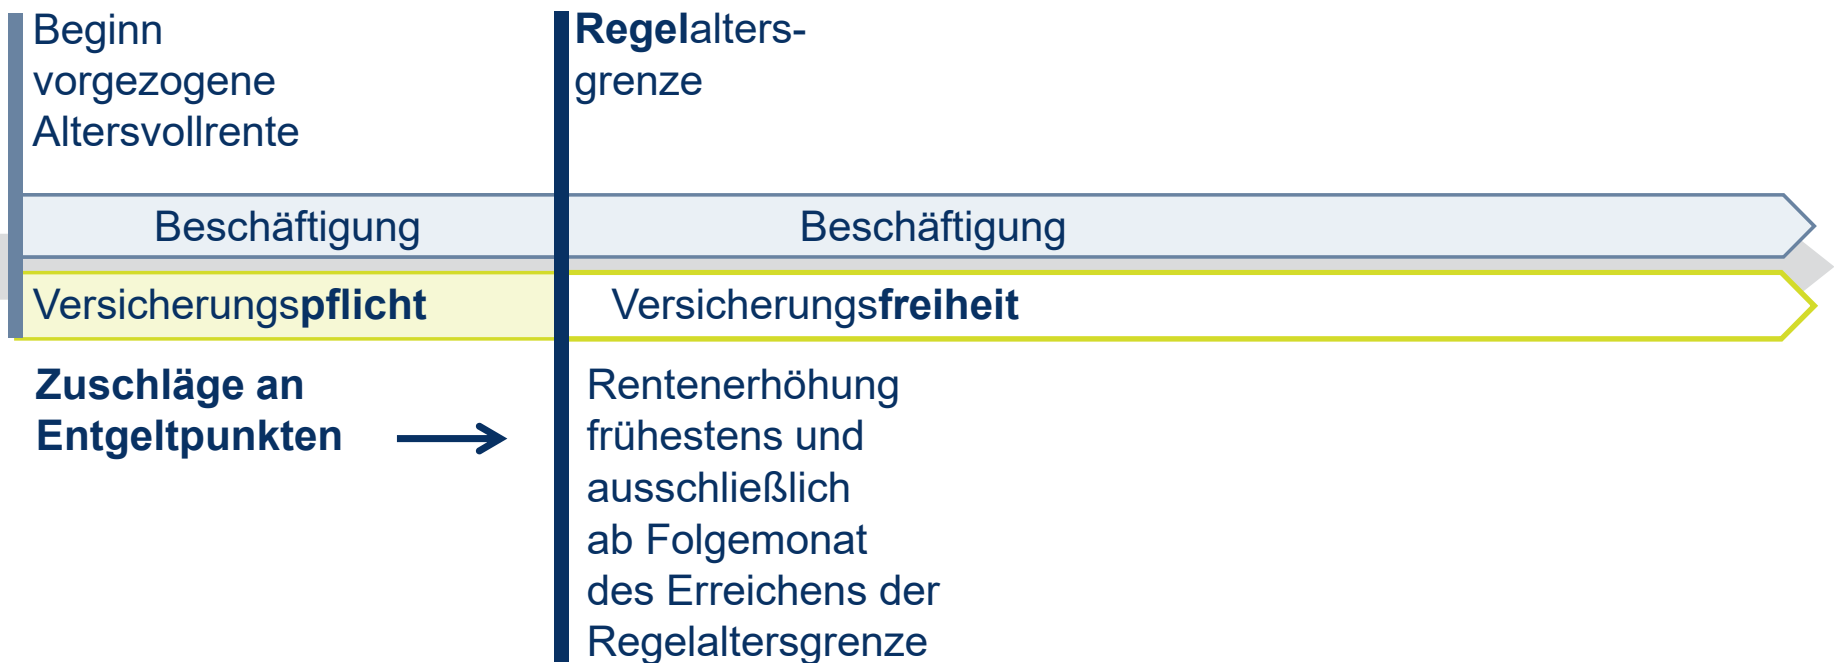 Beginn
vorgezogene
Altersvollrente
Regelalters-
grenze
Beschäftigung
Beschäftigung
Versicherungspflicht
Versicherungsfreiheit
Zuschläge an
Entgeltpunkten
Rentenerhöhung
frühestens und
ausschließlich
ab Folgemonat
des Erreichens der
Regelaltersgrenze